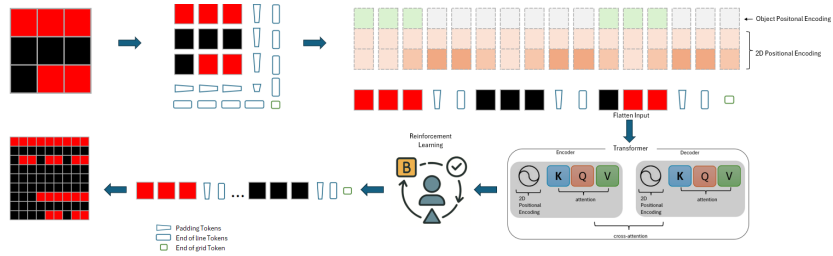 Object Positonal Encoding
2D Positional Encoding
Flatten Input
Transformer
Encoder
Decoder
K
Q
V
K
Q
V
2D
Positional
Encoding
attention
2D
Positional
Encoding
attention
cross-attention
Reinforcement
Learning
B
Padding Tokens
End of line Tokens
End of grid Token